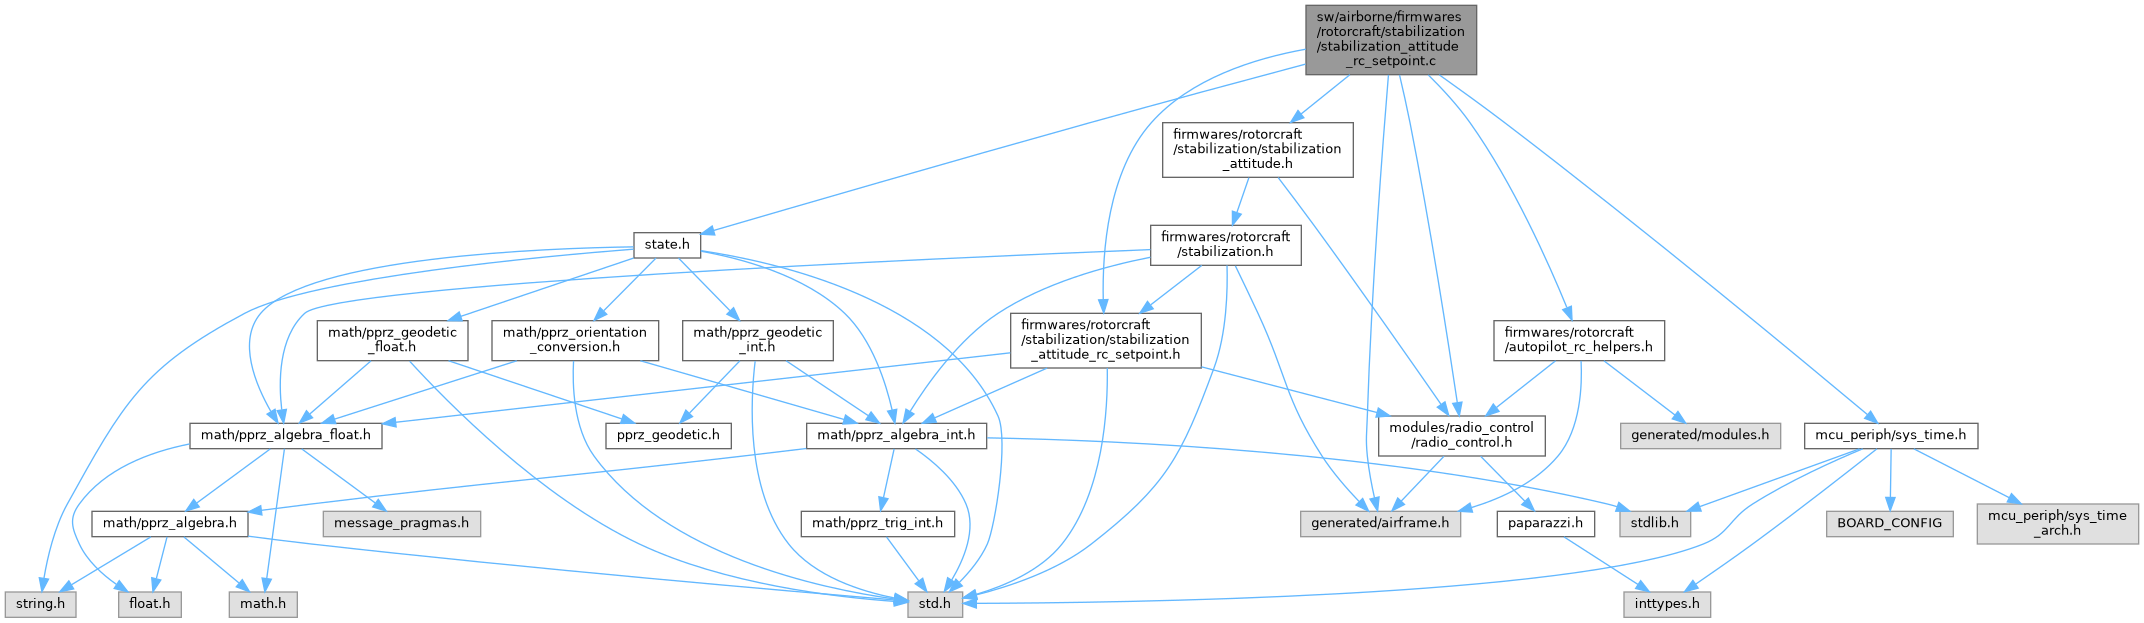 sw/airborne/firmwares
/rotorcraft/stabilization
/stabilization_attitude
_rc_setpoint.c
firmwares/rotorcraft
/stabilization/stabilization
_attitude.h
state.h
firmwares/rotorcraft
/stabilization.h
math/pprz_geodetic
_float.h
math/pprz_orientation
_conversion.h
math/pprz_geodetic
_int.h
firmwares/rotorcraft
/stabilization/stabilization
_attitude_rc_setpoint.h
firmwares/rotorcraft
/autopilot_rc_helpers.h
math/pprz_algebra_float.h
pprz_geodetic.h
math/pprz_algebra_int.h
modules/radio_control
/radio_control.h
generated/modules.h
mcu_periph/sys_time.h
math/pprz_algebra.h
message_pragmas.h
math/pprz_trig_int.h
generated/airframe.h
paparazzi.h
stdlib.h
BOARD_CONFIG
mcu_periph/sys_time
_arch.h
string.h
float.h
math.h
std.h
inttypes.h